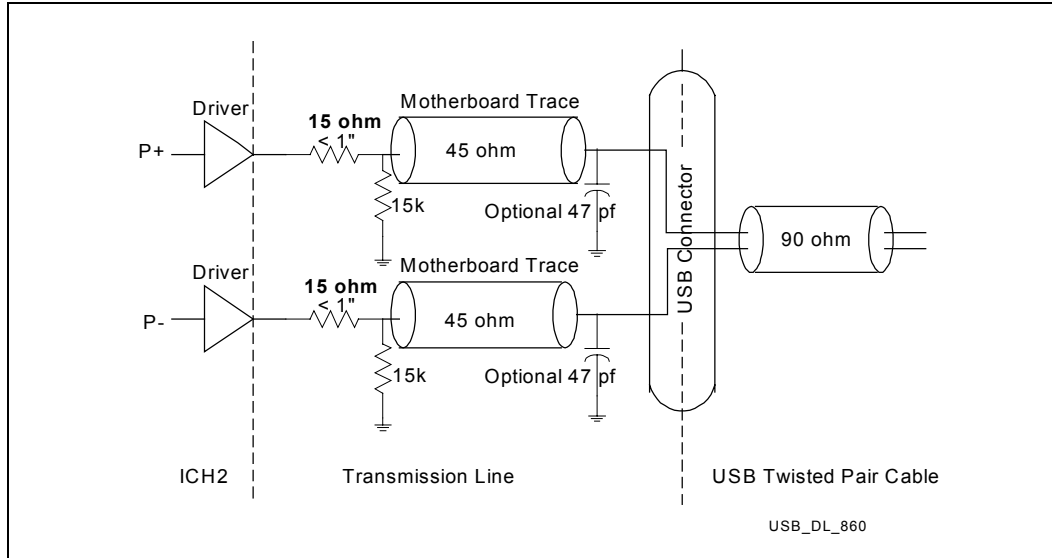 Driver
15 ohm
< 1"
Motherboard Trace
P+
45 ohm
15k
Optional 47 pf
Driver
15 ohm
< 1"
Motherboard Trace
P-
45 ohm
15k
Optional 47 pf
USB Connector
90 ohm
ICH2
Transmission Line
USB Twisted Pair Cable
USB_DL_860